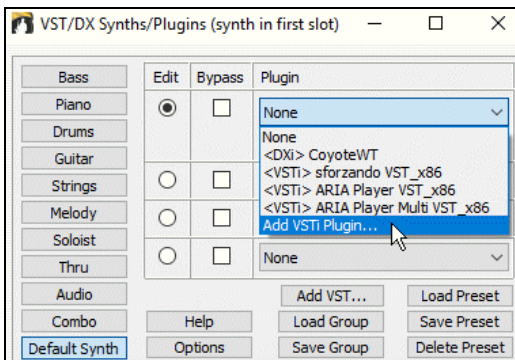 VST/DX Synths/Plugins (synth in first slot)
Bass
Edit Bypass Plugin
Piano
None
Drums
None
Guitar
<DXi> CoyoteWT
<VSTi> sforzando VST_x86
Strings
<VSTi> ARIA Player VST_x86
Melody
<VSTi> ARIA Player Multi VST_x86
Soloist
Add VSTi Plugin...
Thru
None
Audio
Add VST... Load Preset
Combo Help Load Group Save Preset
Default Synth Options Save Group Delete Preset